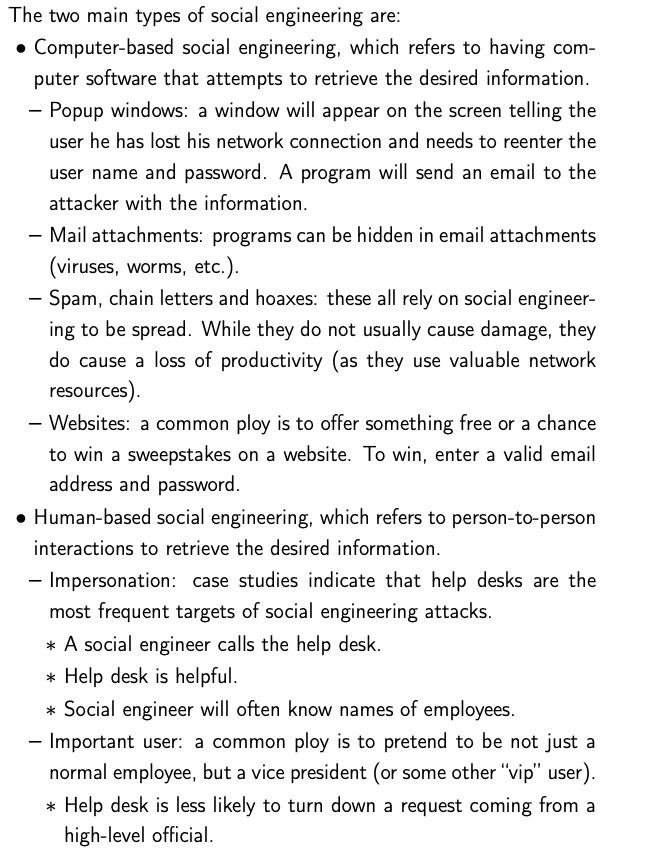 The two main types of social engineering are:
● Computer-based social engineering, which refers to having com-
puter software that attempts to retrieve the desired information.
– Popup windows: a window will appear on the screen telling the
user he has lost his network connection and needs to reenter the
user name and password. A program will send an email to the
attacker with the information.
– Mail attachments: programs can be hidden in email attachments
(viruses, worms, etc.).
– Spam, chain letters and hoaxes: these all rely on social engineer-
ing to be spread. While they do not usually cause damage, they
do cause a loss of productivity (as they use valuable network
resources).
– Websites: a common ploy is to offer something free or a chance
to win a sweepstakes on a website. To win, enter a valid email
address and password.
● Human-based social engineering, which refers to person-to-person
interactions to retrieve the desired information.
– Impersonation: case studies indicate that help desks are the
most frequent targets of social engineering attacks.
∗ A social engineer calls the help desk.
∗ Help desk is helpful.
∗ Social engineer will often know names of employees.
– Important user: a common ploy is to pretend to be not just a
normal employee, but a vice president (or some other “vip” user).
∗ Help desk is less likely to turn down a request coming from a
high-level official.